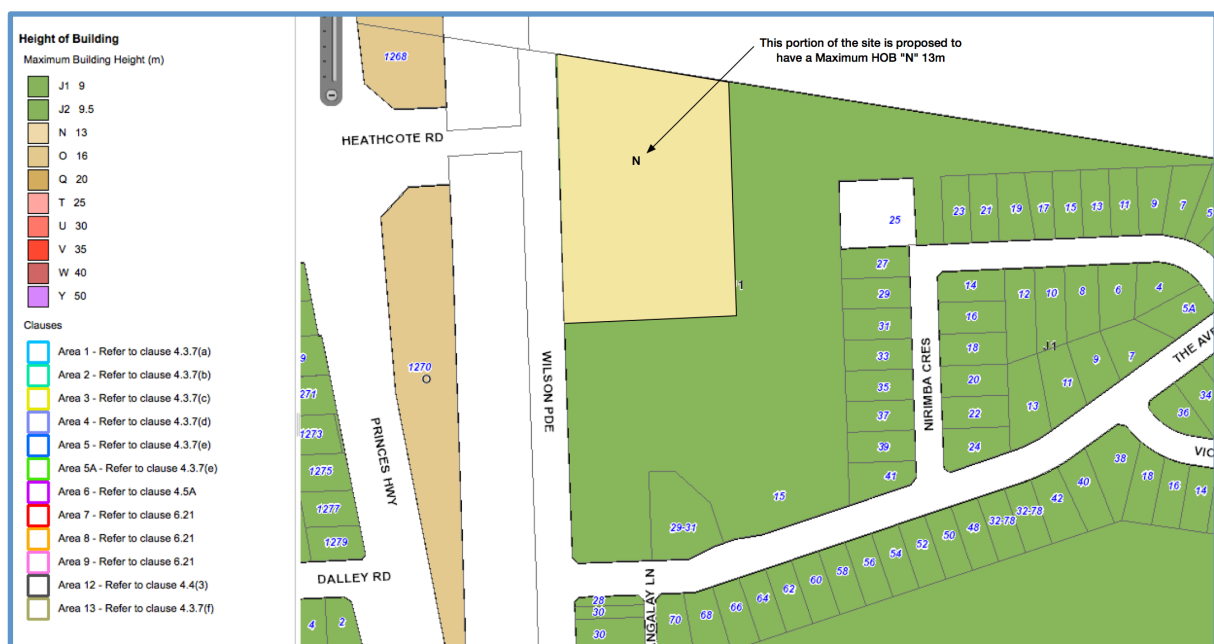 Height of Building
Maximum Building Height (m)
J1 9
J2 9.5
N 13
O 16
Q 20
T 25
U 30
V 35
W 40
Y 50
Clauses
Area 1 - Refer to clause 4.3.7(a)
Area 2 - Refer to clause 4.3.7(b)
Area 3 - Refer to clause 4.3.7(c)
Area 4 - Refer to clause 4.3.7(d)
Area 5 - Refer to clause 4.3.7(e)
Area 5A - Refer to clause 4.3.7(e)
Area 6 - Refer to clause 4.5A
Area 7 - Refer to clause 6.21
Area 8 - Refer to clause 6.21
Area 9 - Refer to clause 6.21
Area 12 - Refer to clause 4.4(3)
Area 13 - Refer to clause 4.3.7(f)
This portion of the site is proposed to
have a Maximum HOB "N" 13m
1268
HEATHCOTE RD
N
1270
O
WILSON PDE
PRINCES HWY
9
271
1273
1275
1277
1279
DALLEY RD
4
2
1
25
27
29
31
33
35
37
39
41
15
29-31
NIRIMBA CRES
23
21
19
17
15
13
11
9
7
5
14
16
18
20
22
24
12
10
8
6
4
5A
J1
13
11
9
7
THE AVE
34
36
VIC
38
18
16
14
40
42
32-78
32-78
48
50
52
54
56
58
60
62
64
66
68
70
ANGALAY LN
28
30
30